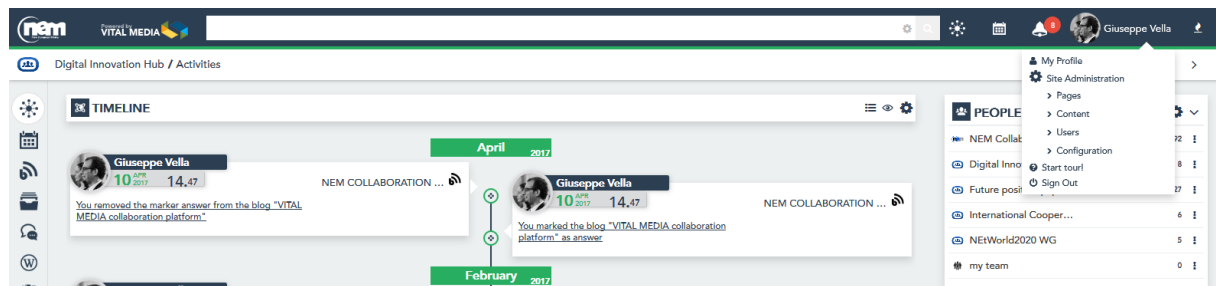 nem
Powered by
VITAL MEDIA
8
Giuseppe Vella
Digital Innovation Hub / Activities
My Profile
Site Administration
Pages
Content
Users
Configuration
Start tour!
Sign Out
TIMELINE
April
2017
Giuseppe Vella
10 APR 2017 14.47
NEM COLLABORATION ...
You removed the marker answer from the blog "VITAL
MEDIA collaboration platform"
Giuseppe Vella
10 APR 2017 14.47
NEM COLLABORATION ...
You marked the blog "VITAL MEDIA collaboration
platform" as answer
February
2017
PEOPLE
NEM Collab
92
Digital Inno
8
Future posit
27
International Cooper...
6
NEtWorld2020 WG
5
my team
0
W